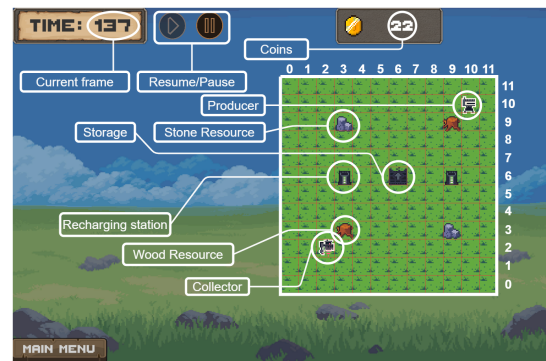 TIME: 137
22
Coins
Current frame
Resume/Pause
0 1 2 3 4 5 6 7 8 9 10 11
11
Producer
10
Stone Resource
9
Storage
8
7
6
5
Recharging station
4
Wood Resource
3
2
Collector
1
0
MAIN MENU